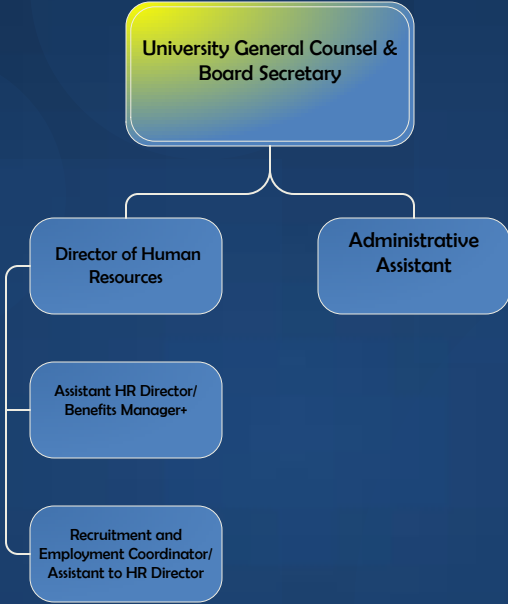 University General Counsel &
Board Secretary
Director of Human
Resources
Administrative
Assistant
Assistant HR Director/
Benefits Manager+
Recruitment and
Employment Coordinator/
Assistant to HR Director